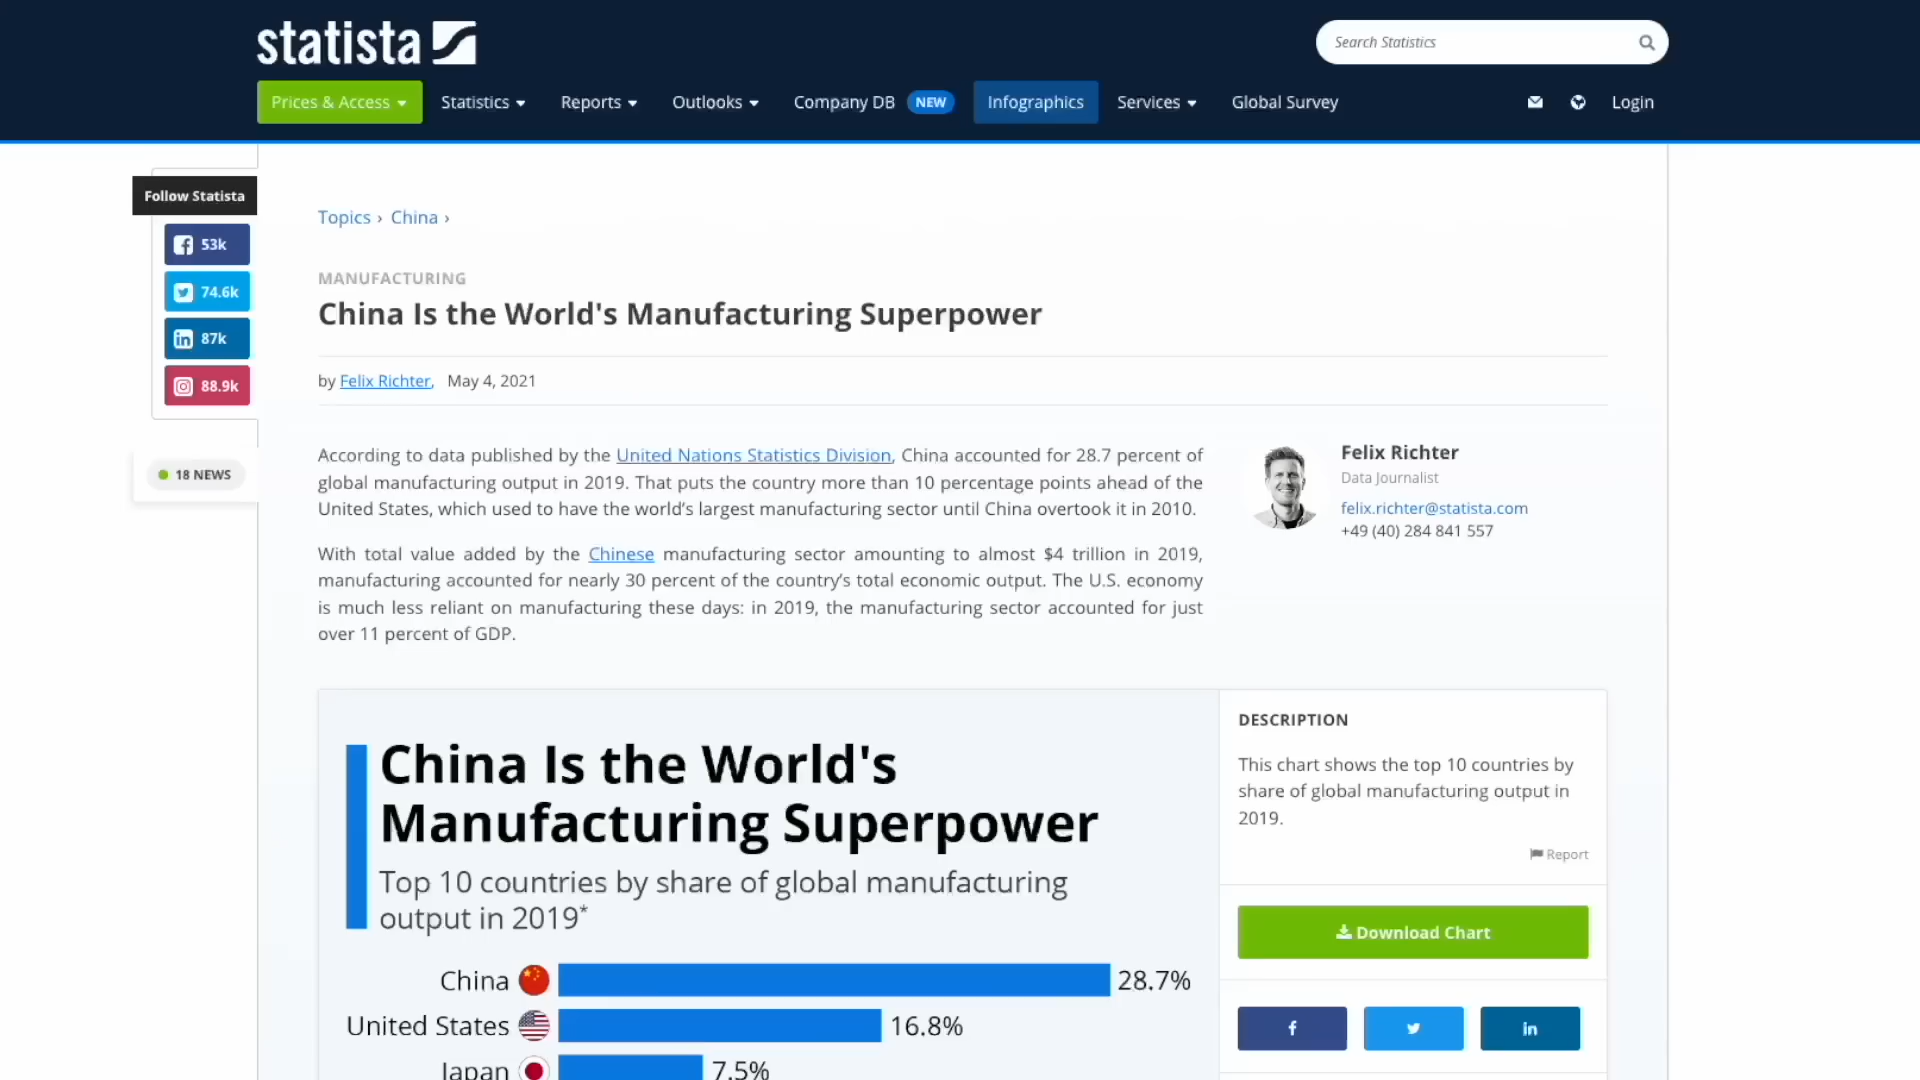 statista
Search Statistics
Prices & Access
Statistics
Reports
Outlooks
Company DB NEW
Infographics
Services
Global Survey
Login
Follow Statista
53k
74.6k
in 87k
88.9k
18 NEWS
Topics › China ›
MANUFACTURING
China Is the World's Manufacturing Superpower
by Felix Richter, May 4, 2021
According to data published by the United Nations Statistics Division, China accounted for 28.7 percent of
global manufacturing output in 2019. That puts the country more than 10 percentage points ahead of the
United States, which used to have the world’s largest manufacturing sector until China overtook it in 2010.
With total value added by the Chinese manufacturing sector amounting to almost $4 trillion in 2019,
manufacturing accounted for nearly 30 percent of the country’s total economic output. The U.S. economy
is much less reliant on manufacturing these days: in 2019, the manufacturing sector accounted for just
over 11 percent of GDP.
Felix Richter
Data Journalist
felix.richter@statista.com
+49 (40) 284 841 557
China Is the World's
Manufacturing Superpower
Top 10 countries by share of global manufacturing
output in 2019*
China 28.7%
United States 16.8%
Japan 7.5%
DESCRIPTION
This chart shows the top 10 countries by
share of global manufacturing output in
2019.
Report
Download Chart
f
in